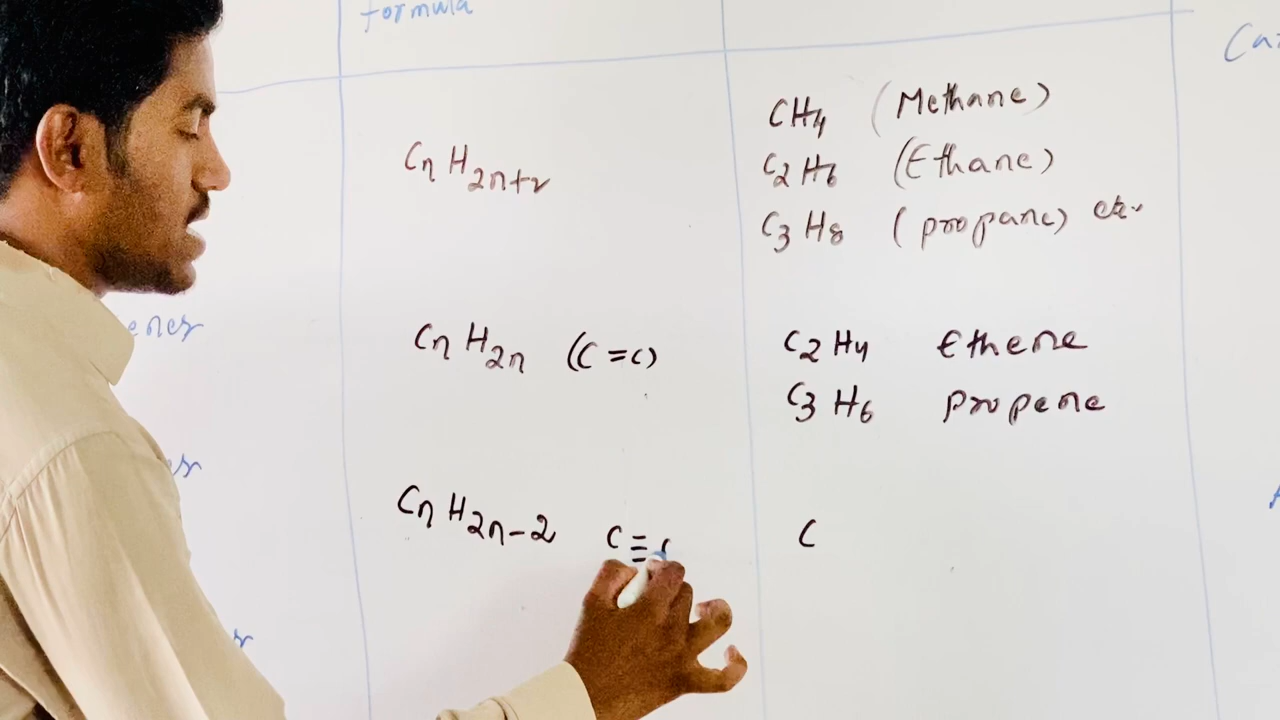 formula
CnH2n+2
CH4 (Methane)
C2H6 (Ethane)
C3H8 (propane) etc.
CnH2n (C=C)
C2H4 Ethene
C3H6 propene
CnH2n-2 C≡C
C